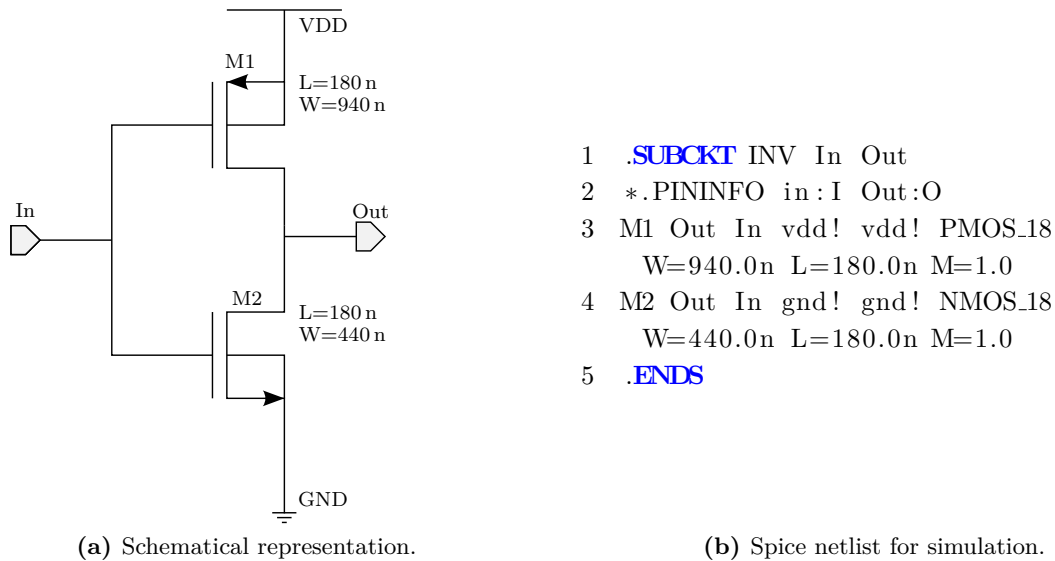 VDD
M1
L=180 n
W=940 n
In
Out
M2
L=180 n
W=440 n
GND
(a) Schematical representation.
1 .SUBCKT INV In Out
2 *.PININFO in:I Out:O
3 M1 Out In vdd! vdd! PMOS_18
W=940.0n L=180.0n M=1.0
4 M2 Out In gnd! gnd! NMOS_18
W=440.0n L=180.0n M=1.0
5 .ENDS
(b) Spice netlist for simulation.